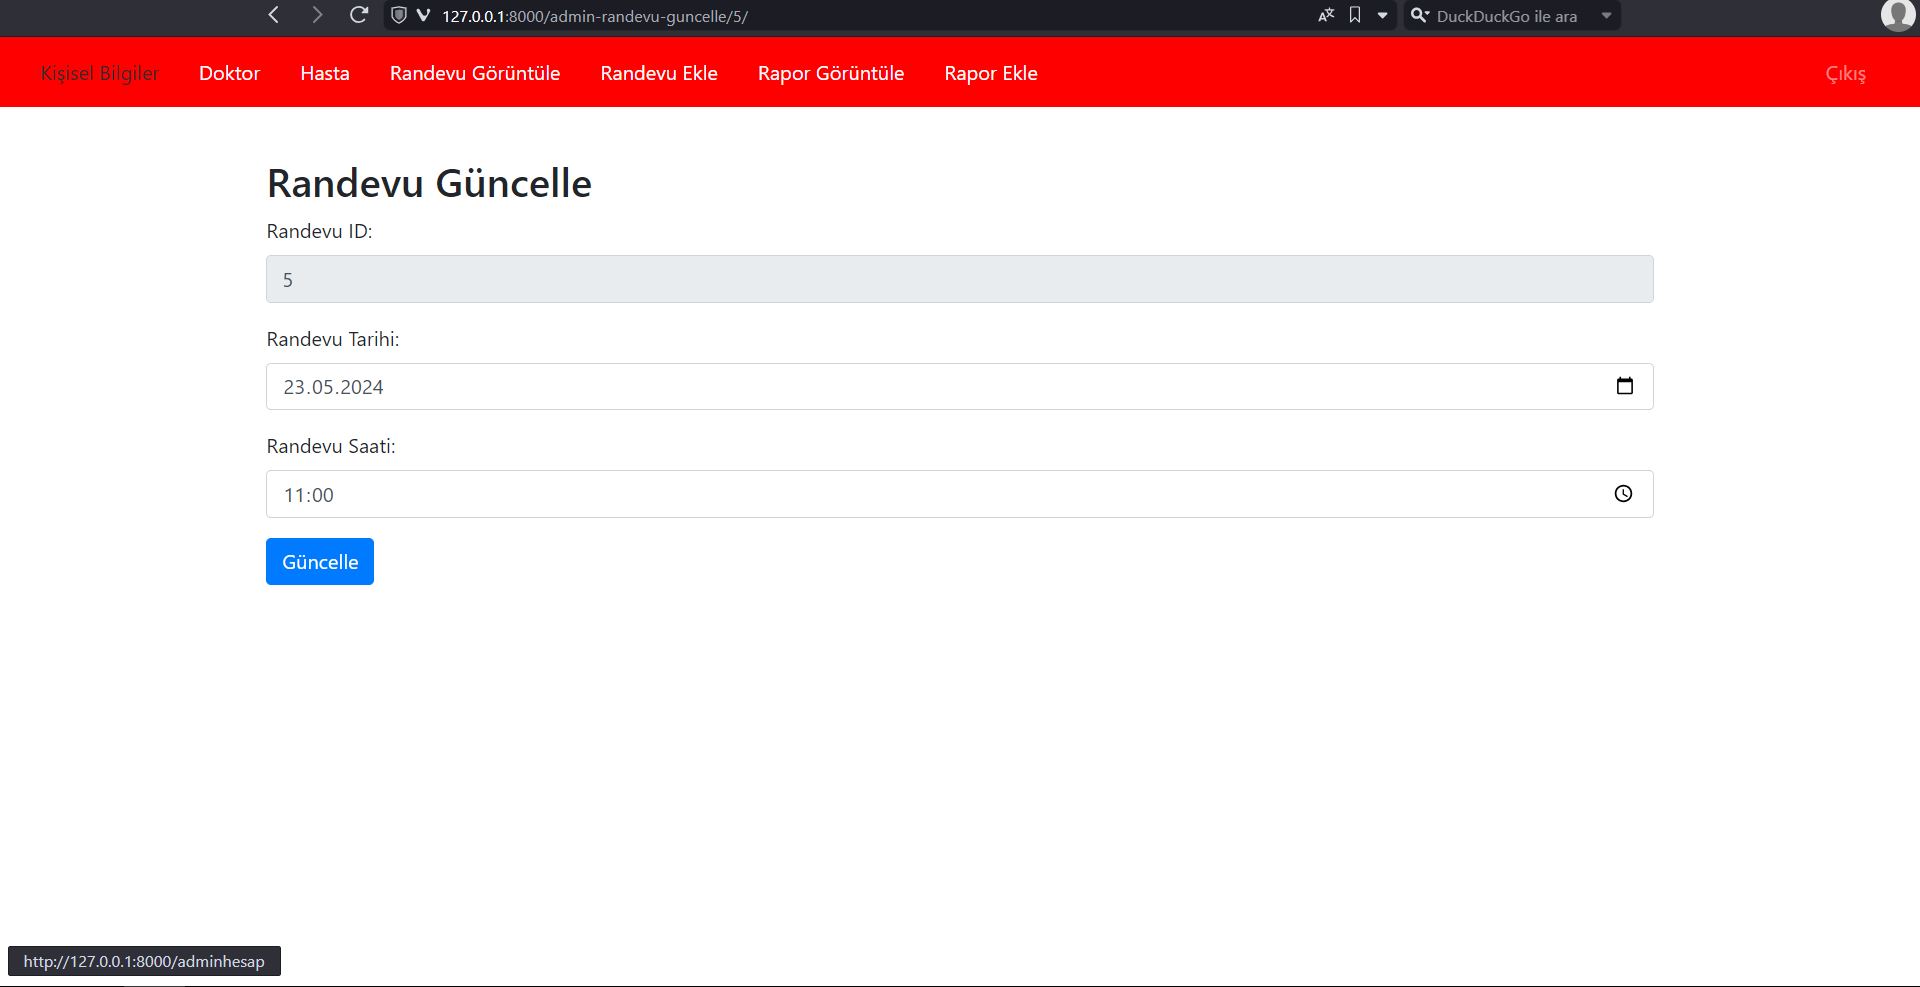 127.0.0.1:8000/admin-randevu-guncelle/5/ DuckDuckGo ile ara
Kişisel Bilgiler Doktor Hasta Randevu Görüntüle Randevu Ekle Rapor Görüntüle Rapor Ekle Çıkış
Randevu Güncelle
Randevu ID:
5
Randevu Tarihi:
23.05.2024
Randevu Saati:
11:00
Güncelle
http://127.0.0.1:8000/adminhesap